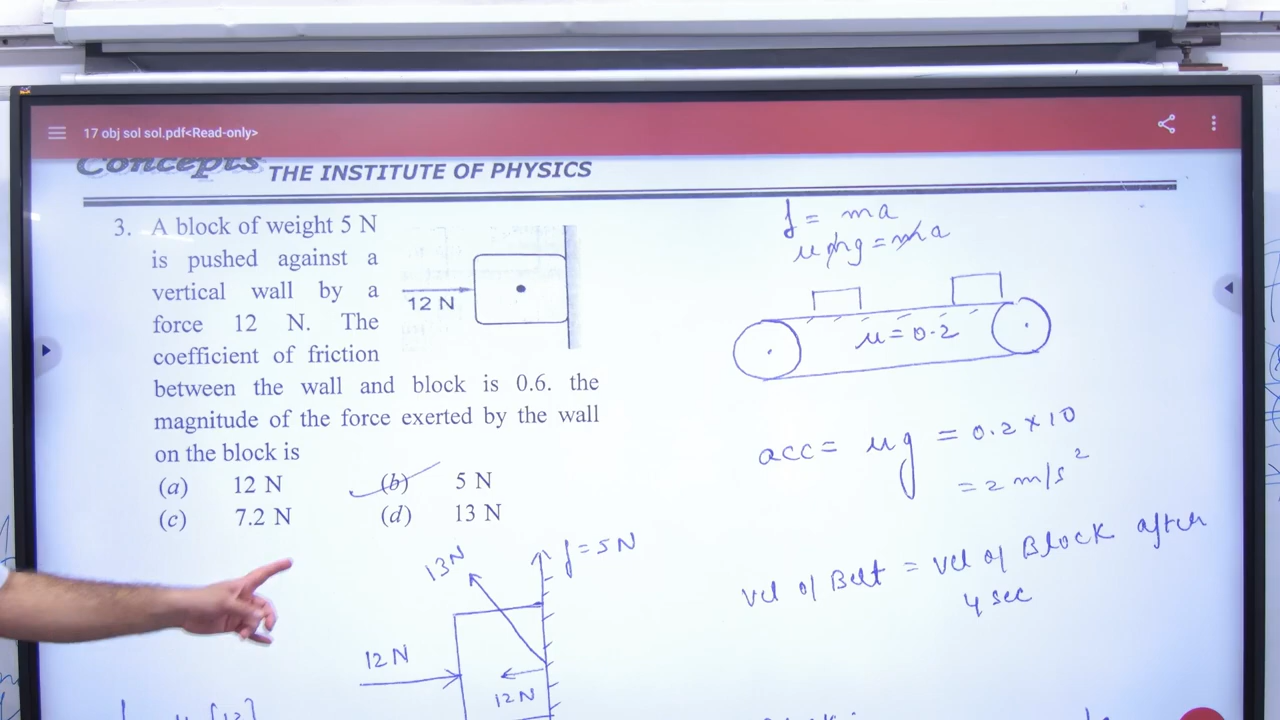 17 obj sol sol.pdf<Read-only>
Concepts THE INSTITUTE OF PHYSICS
3. A block of weight 5 N
is pushed against a
vertical wall by a
force 12 N. The
coefficient of friction
between the wall and block is 0.6. the
magnitude of the force exerted by the wall
on the block is
(a) 12 N (b) 5 N
(c) 7.2 N (d) 13 N
12 N
f = ma
μmg = ma
μ = 0.2
acc = μg = 0.2 × 10
= 2 m/s²
vel of Belt = vel of Block after
4 sec
13N
f = 5 N
12 N
12 N